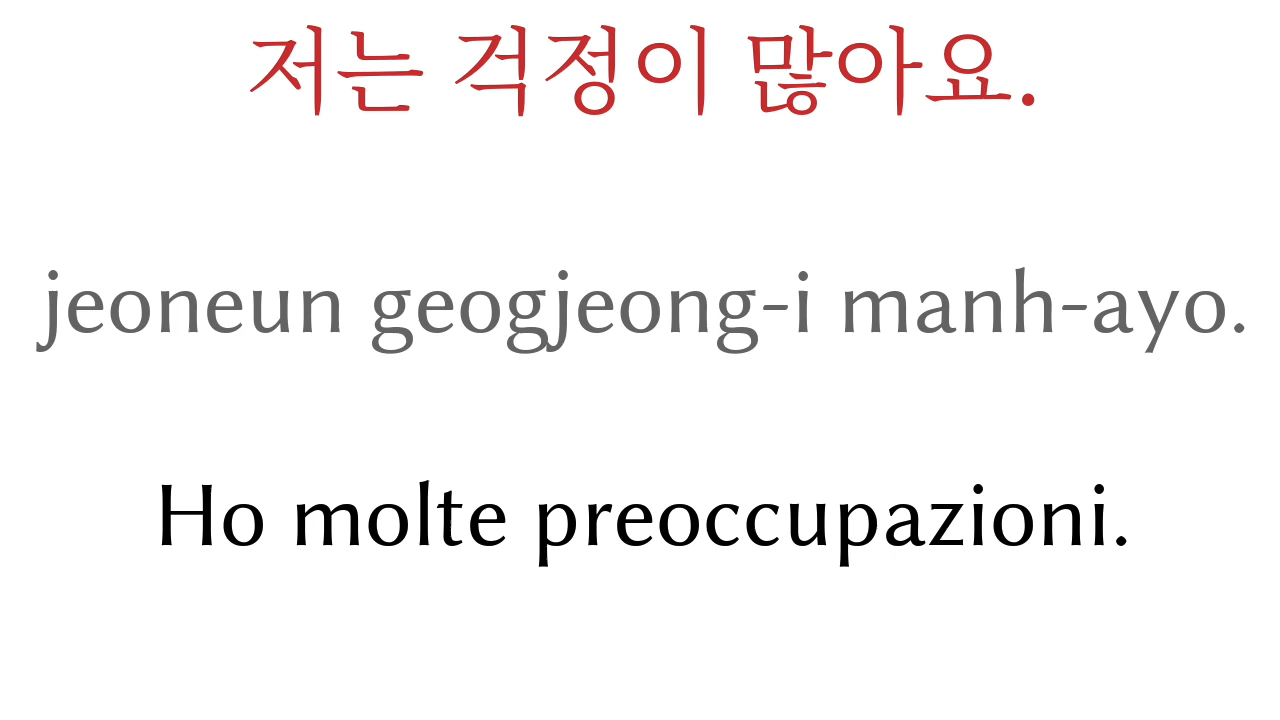 저는 걱정이 많아요.
jeoneun geogjeong-i manh-ayo.
Ho molte preoccupazioni.